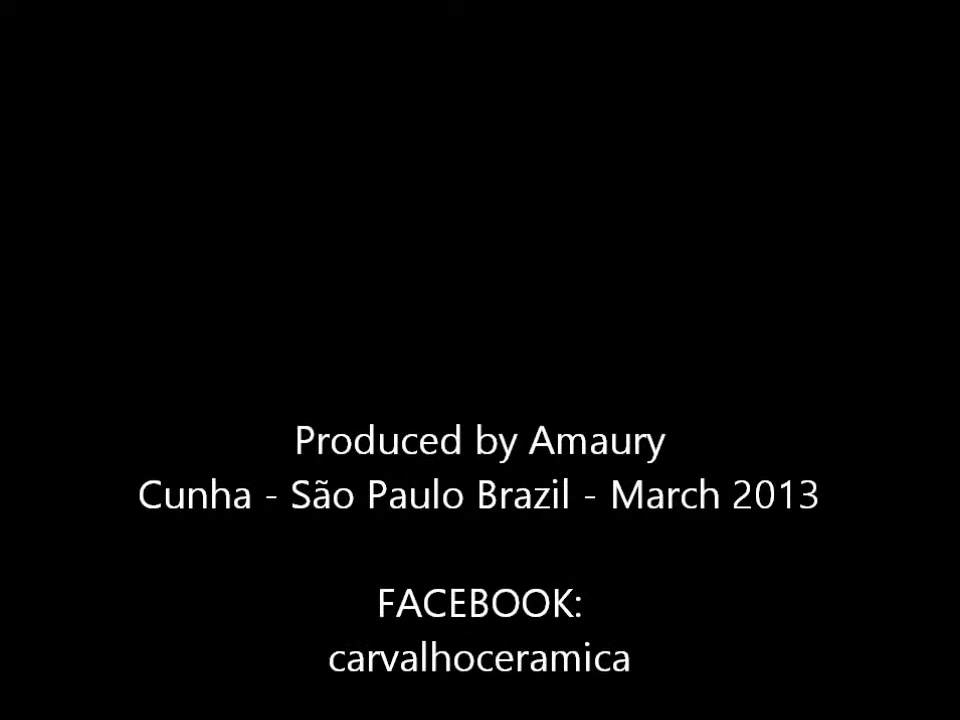 Produced by Amaury
Cunha - São Paulo Brazil - March 2013
FACEBOOK:
carvalhoceramica